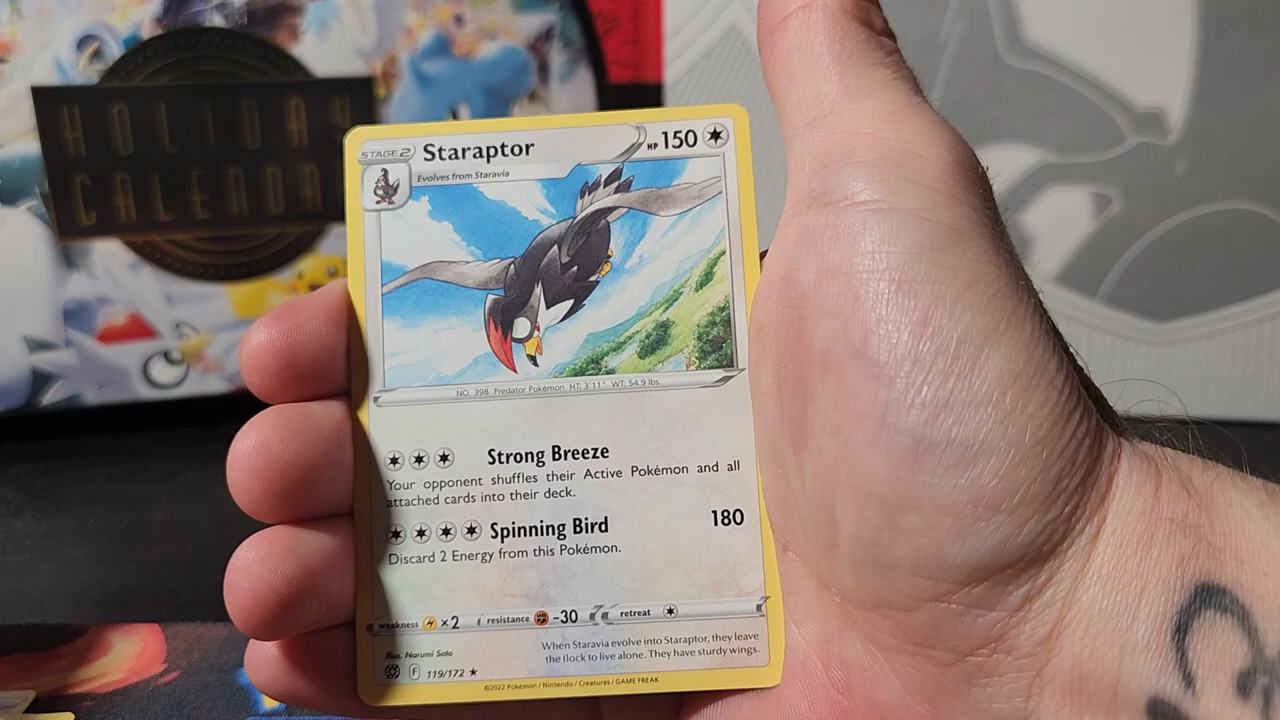 HOLIDAY
CALENDAR
STAGE 2
Staraptor
HP 150
Evolves from Staravia
NO. 398 Predator Pokémon HT: 3'11" WT: 54.9 lbs.
Strong Breeze
Your opponent shuffles their Active Pokémon and all
attached cards into their deck.
Spinning Bird 180
Discard 2 Energy from this Pokémon.
weakness ×2 resistance -30 retreat
When Staravia evolve into Staraptor, they leave
the flock to live alone. They have sturdy wings.
Illus. Narumi Sato
F 119/172 ★
©2022 Pokémon / Nintendo / Creatures / GAME FREAK